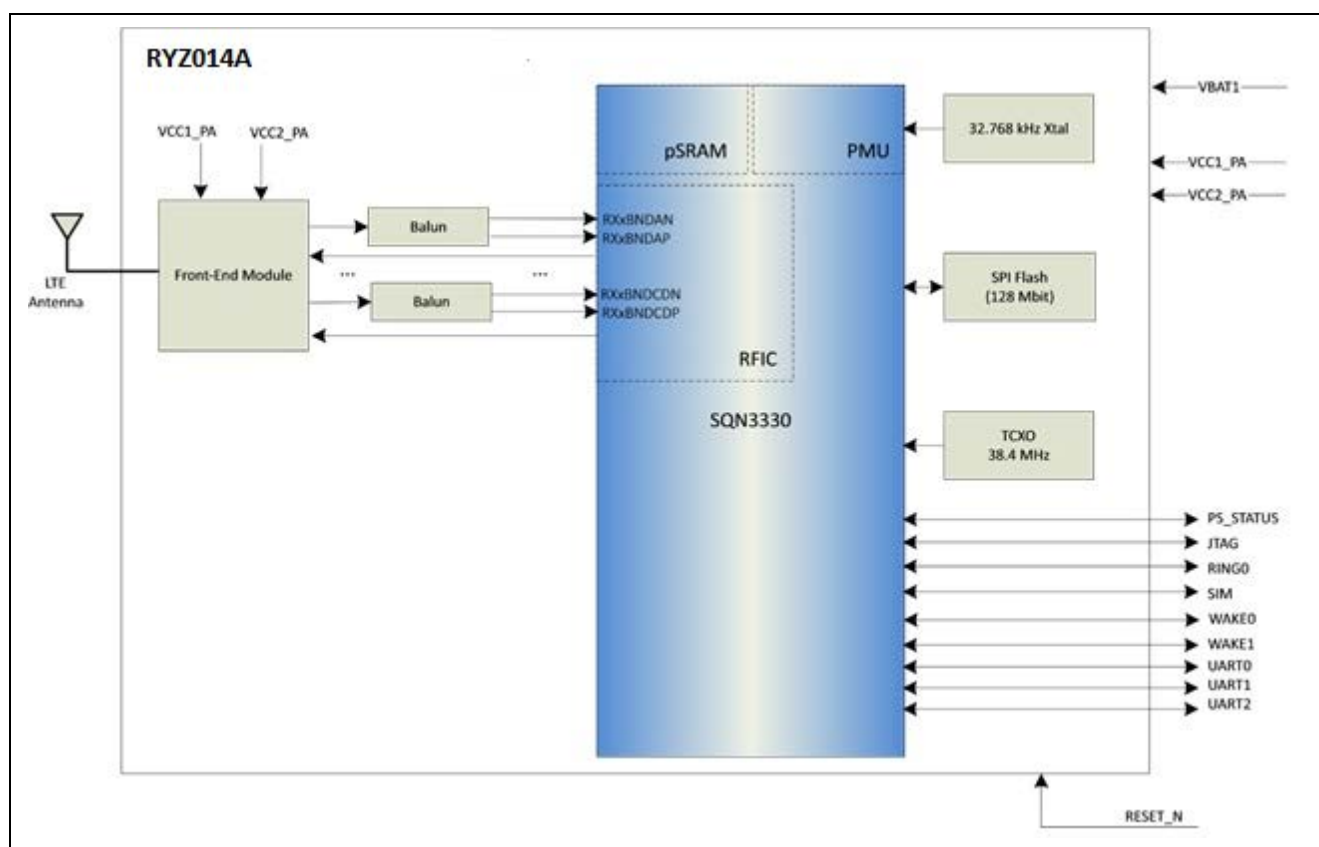 RYZ014A
VCC1_PA
VCC2_PA
LTE
Antenna
Front-End Module
Balun
...
...
Balun
pSRAM
PMU
RXxBNDAN
RXxBNDAP
RXxBNDCDN
RXxBNDCDP
RFIC
SQN3330
32.768 kHz Xtal
SPI Flash
(128 Mbit)
TCXO
38.4 MHz
VBAT1
VCC1_PA
VCC2_PA
PS_STATUS
JTAG
RING0
SIM
WAKE0
WAKE1
UART0
UART1
UART2
RESET_N